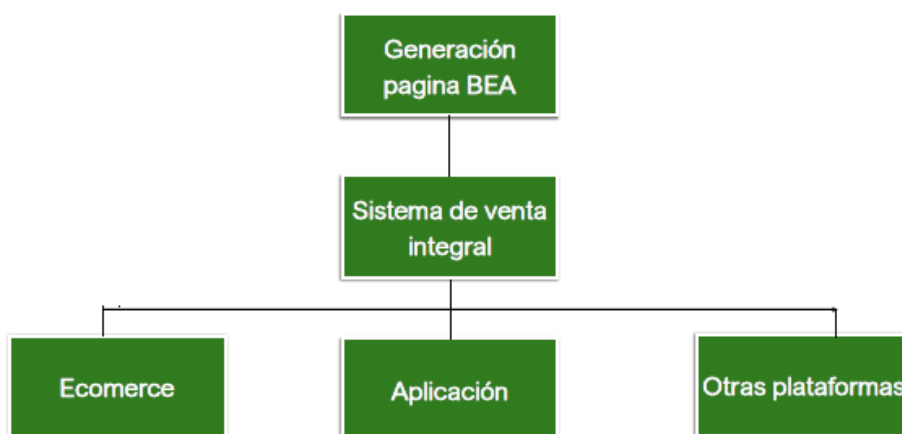 Generación
pagina BEA
Sistema de venta
integral
Ecomerce
Aplicación
Otras plataformas